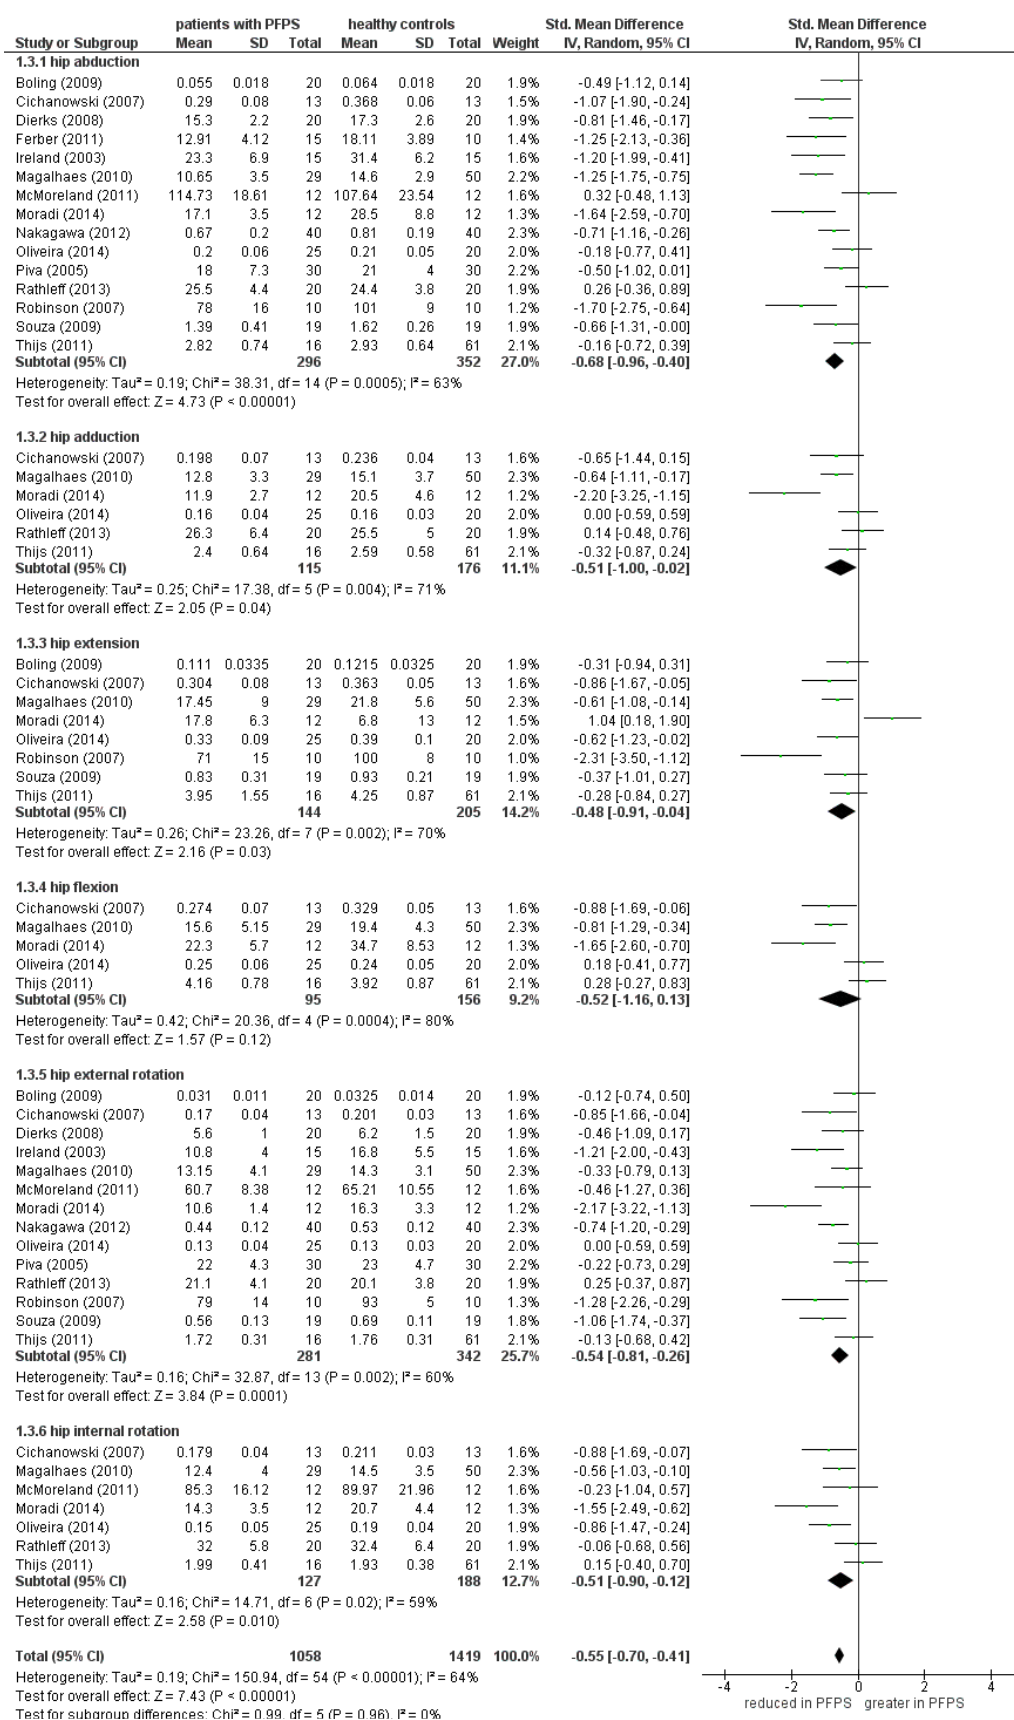 patients with PFPS healthy controls Std. Mean Difference Std. Mean Difference
Study or Subgroup Mean SD Total Mean SD Total Weight IV, Random, 95% CI IV, Random, 95% CI
1.3.1 hip abduction
Boling (2009) 0.055 0.018 20 0.064 0.018 20 1.9% -0.49 [-1.12, 0.14]
Cichanowski (2007) 0.29 0.08 13 0.368 0.06 13 1.5% -1.07 [-1.90, -0.24]
Dierks (2008) 15.3 2.2 20 17.3 2.6 20 1.9% -0.81 [-1.46, -0.17]
Ferber (2011) 12.91 4.12 15 18.11 3.89 10 1.4% -1.25 [-2.13, -0.36]
Ireland (2003) 23.3 6.9 15 31.4 6.2 15 1.6% -1.20 [-1.99, -0.41]
Magalhaes (2010) 10.65 3.5 29 14.6 2.9 50 2.2% -1.25 [-1.75, -0.75]
McMoreland (2011) 114.73 18.61 12 107.64 23.54 12 1.6% 0.32 [-0.48, 1.13]
Moradi (2014) 17.1 3.5 12 28.5 8.8 12 1.3% -1.64 [-2.59, -0.70]
Nakagawa (2012) 0.67 0.2 40 0.81 0.19 40 2.3% -0.71 [-1.16, -0.26]
Oliveira (2014) 0.2 0.06 25 0.21 0.05 20 2.0% -0.18 [-0.77, 0.41]
Piva (2005) 18 7.3 30 21 4 30 2.2% -0.50 [-1.02, 0.01]
Rathleff (2013) 25.5 4.4 20 24.4 3.8 20 1.9% 0.26 [-0.36, 0.89]
Robinson (2007) 78 16 10 101 9 10 1.2% -1.70 [-2.75, -0.64]
Souza (2009) 1.39 0.41 19 1.62 0.26 19 1.8% -0.66 [-1.31, -0.00]
Thijs (2011) 2.82 0.74 16 2.93 0.64 61 2.1% -0.16 [-0.72, 0.39]
Subtotal (95% CI) 296 352 27.0% -0.68 [-0.96, -0.40]
Heterogeneity: Tau² = 0.19; Chi² = 38.31, df = 14 (P = 0.0005); I² = 63%
Test for overall effect: Z = 4.73 (P < 0.00001)
1.3.2 hip adduction
Cichanowski (2007) 0.198 0.07 13 0.236 0.04 13 1.6% -0.65 [-1.44, 0.15]
Magalhaes (2010) 12.8 3.3 29 15.1 3.7 50 2.3% -0.64 [-1.11, -0.17]
Moradi (2014) 11.9 2.7 12 20.5 4.6 12 1.2% -2.20 [-3.25, -1.15]
Oliveira (2014) 0.16 0.04 25 0.16 0.03 20 2.0% 0.00 [-0.59, 0.59]
Rathleff (2013) 26.3 6.4 20 25.5 5 20 1.9% 0.14 [-0.48, 0.76]
Thijs (2011) 2.4 0.64 16 2.59 0.58 61 2.1% -0.32 [-0.87, 0.24]
Subtotal (95% CI) 115 176 11.1% -0.51 [-1.00, -0.02]
Heterogeneity: Tau² = 0.25; Chi² = 17.38, df = 5 (P = 0.004); I² = 71%
Test for overall effect: Z = 2.05 (P = 0.04)
1.3.3 hip extension
Boling (2009) 0.111 0.0335 20 0.1215 0.0325 20 1.9% -0.31 [-0.94, 0.31]
Cichanowski (2007) 0.304 0.08 13 0.363 0.05 13 1.6% -0.86 [-1.67, -0.05]
Magalhaes (2010) 17.45 9 29 21.8 5.6 50 2.3% -0.61 [-1.08, -0.14]
Moradi (2014) 17.8 6.3 12 6.8 13 12 1.5% 1.04 [0.18, 1.90]
Oliveira (2014) 0.33 0.09 25 0.39 0.1 20 2.0% -0.62 [-1.23, -0.02]
Robinson (2007) 71 15 10 100 8 10 1.0% -2.31 [-3.50, -1.12]
Souza (2009) 0.83 0.31 19 0.93 0.21 19 1.9% -0.37 [-1.01, 0.27]
Thijs (2011) 3.95 1.55 16 4.25 0.87 61 2.1% -0.28 [-0.84, 0.27]
Subtotal (95% CI) 144 205 14.2% -0.48 [-0.91, -0.04]
Heterogeneity: Tau² = 0.26; Chi² = 23.26, df = 7 (P = 0.002); I² = 70%
Test for overall effect: Z = 2.16 (P = 0.03)
1.3.4 hip flexion
Cichanowski (2007) 0.274 0.07 13 0.329 0.05 13 1.6% -0.88 [-1.69, -0.06]
Magalhaes (2010) 15.6 5.15 29 19.4 4.3 50 2.3% -0.81 [-1.29, -0.34]
Moradi (2014) 22.3 5.7 12 34.7 8.53 12 1.3% -1.65 [-2.60, -0.70]
Oliveira (2014) 0.25 0.06 25 0.24 0.05 20 2.0% 0.18 [-0.41, 0.77]
Thijs (2011) 4.16 0.78 16 3.92 0.87 61 2.1% 0.28 [-0.27, 0.83]
Subtotal (95% CI) 95 156 9.2% -0.52 [-1.16, 0.13]
Heterogeneity: Tau² = 0.42; Chi² = 20.36, df = 4 (P = 0.0004); I² = 80%
Test for overall effect: Z = 1.57 (P = 0.12)
1.3.5 hip external rotation
Boling (2009) 0.031 0.011 20 0.0325 0.014 20 1.9% -0.12 [-0.74, 0.50]
Cichanowski (2007) 0.17 0.04 13 0.201 0.03 13 1.6% -0.85 [-1.66, -0.04]
Dierks (2008) 5.6 1 20 6.2 1.5 20 1.9% -0.46 [-1.09, 0.17]
Ireland (2003) 10.8 4 15 16.8 5.5 15 1.6% -1.21 [-2.00, -0.43]
Magalhaes (2010) 13.15 4.1 29 14.3 3.1 50 2.3% -0.33 [-0.79, 0.13]
McMoreland (2011) 60.7 8.38 12 65.21 10.55 12 1.6% -0.46 [-1.27, 0.36]
Moradi (2014) 10.6 1.4 12 16.3 3.3 12 1.2% -2.17 [-3.22, -1.13]
Nakagawa (2012) 0.44 0.12 40 0.53 0.12 40 2.3% -0.74 [-1.20, -0.29]
Oliveira (2014) 0.13 0.04 25 0.13 0.03 20 2.0% 0.00 [-0.59, 0.59]
Piva (2005) 22 4.3 30 23 4.7 30 2.2% -0.22 [-0.73, 0.29]
Rathleff (2013) 21.1 4.1 20 20.1 3.8 20 1.9% 0.25 [-0.37, 0.87]
Robinson (2007) 79 14 10 93 5 10 1.3% -1.28 [-2.26, -0.29]
Souza (2009) 0.56 0.13 19 0.69 0.11 19 1.8% -1.06 [-1.74, -0.37]
Thijs (2011) 1.72 0.31 16 1.76 0.31 61 2.1% -0.13 [-0.68, 0.42]
Subtotal (95% CI) 281 342 25.7% -0.54 [-0.81, -0.26]
Heterogeneity: Tau² = 0.16; Chi² = 32.87, df = 13 (P = 0.002); I² = 60%
Test for overall effect: Z = 3.84 (P = 0.0001)
1.3.6 hip internal rotation
Cichanowski (2007) 0.179 0.04 13 0.211 0.03 13 1.6% -0.88 [-1.69, -0.07]
Magalhaes (2010) 12.4 4 29 14.5 3.5 50 2.3% -0.56 [-1.03, -0.10]
McMoreland (2011) 85.3 16.12 12 89.97 21.96 12 1.6% -0.23 [-1.04, 0.57]
Moradi (2014) 14.3 3.5 12 20.7 4.4 12 1.3% -1.55 [-2.49, -0.62]
Oliveira (2014) 0.15 0.05 25 0.19 0.04 20 2.0% -0.86 [-1.47, -0.24]
Rathleff (2013) 32 5.8 20 32.4 6.4 20 1.9% -0.06 [-0.68, 0.56]
Thijs (2011) 1.99 0.41 16 1.93 0.38 61 2.1% 0.15 [-0.40, 0.70]
Subtotal (95% CI) 127 188 12.7% -0.51 [-0.90, -0.12]
Heterogeneity: Tau² = 0.16; Chi² = 14.71, df = 6 (P = 0.02); I² = 59%
Test for overall effect: Z = 2.58 (P = 0.010)
Total (95% CI) 1058 1419 100.0% -0.55 [-0.70, -0.41]
Heterogeneity: Tau² = 0.19; Chi² = 150.94, df = 54 (P < 0.00001); I² = 64%
Test for overall effect: Z = 7.43 (P < 0.00001)
Test for subgroup differences: Chi² = 0.99, df = 5 (P = 0.96), I² = 0%
-4 -2 0 2 4
reduced in PFPS greater in PFPS